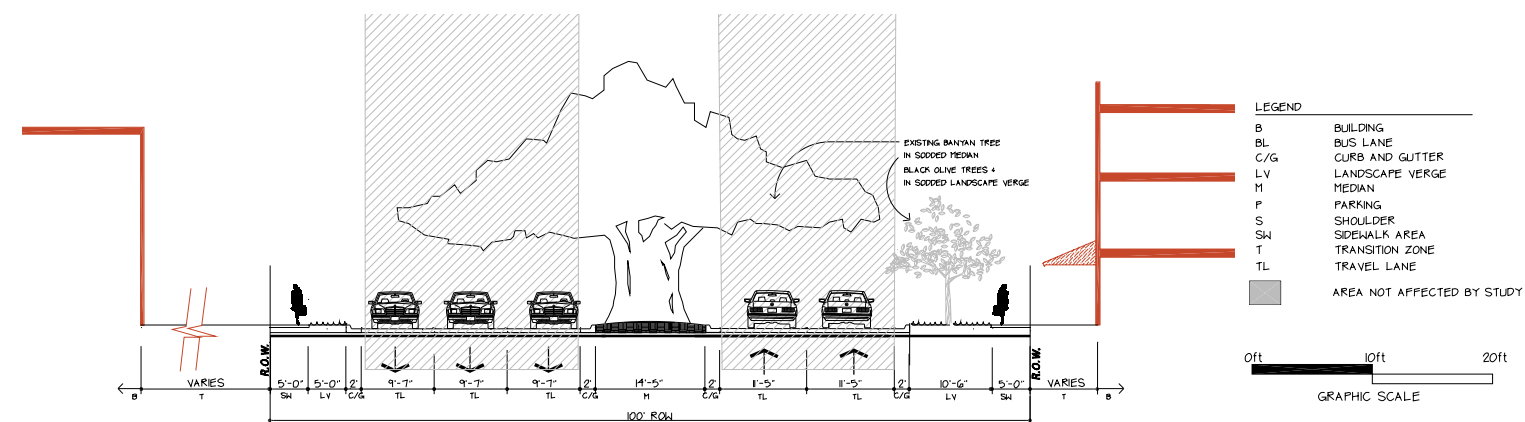 EXISTING BANYAN TREE
IN SODDED MEDIAN
BLACK OLIVE TREES &
IN SODDED LANDSCAPE VERGE
LEGEND
B BUILDING
BL BUS LANE
C/G CURB AND GUTTER
LV LANDSCAPE VERGE
M MEDIAN
P PARKING
S SHOULDER
SW SIDEWALK AREA
T TRANSITION ZONE
TL TRAVEL LANE
AREA NOT AFFECTED BY STUDY
R.O.W. R.O.W.
VARIES 5'-0" 5'-0" 2' 9'-7" 9'-7" 9'-7" 2' 14'-5" 2' 11'-5" 11'-5" 2' 10'-6" 5'-0" VARIES
B T SW LV C/G TL TL TL C/G M C/G TL TL C/G LV SW T B
100' ROW
0ft 10ft 20ft
GRAPHIC SCALE